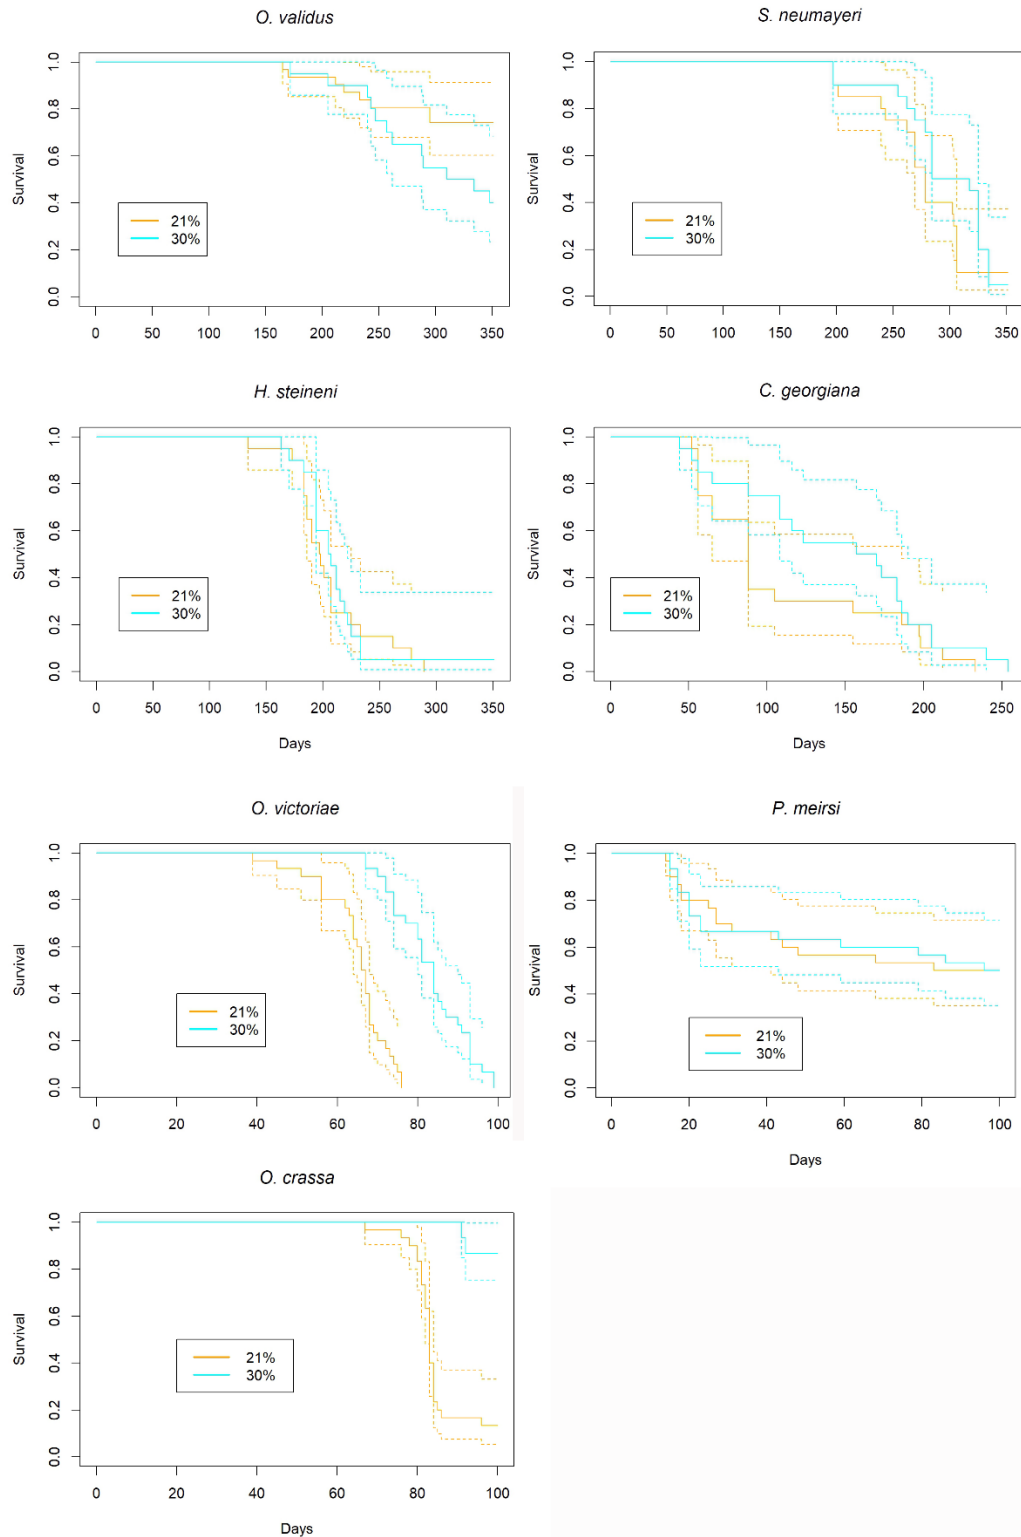 O. validus
Survival
0.0 0.2 0.4 0.6 0.8 1.0
21%
30%
0 50 100 150 200 250 300 350
S. neumayeri
Survival
0.0 0.2 0.4 0.6 0.8 1.0
21%
30%
0 50 100 150 200 250 300 350
H. steineni
Survival
0.0 0.2 0.4 0.6 0.8 1.0
21%
30%
0 50 100 150 200 250 300 350
Days
C. georgiana
Survival
0.0 0.2 0.4 0.6 0.8 1.0
21%
30%
0 50 100 150 200 250
Days
O. victoriae
Survival
0.0 0.2 0.4 0.6 0.8 1.0
21%
30%
0 20 40 60 80 100
P. meirsi
Survival
0.0 0.2 0.4 0.6 0.8 1.0
21%
30%
0 20 40 60 80 100
Days
O. crassa
Survival
0.0 0.2 0.4 0.6 0.8 1.0
21%
30%
0 20 40 60 80 100
Days